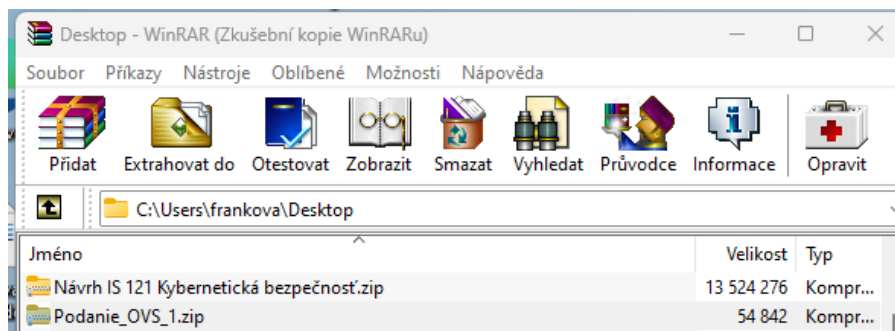 Desktop - WinRAR (Zkušební kopie WinRARu)
Soubor Příkazy Nástroje Oblíbené Možnosti Nápověda
Přidat Extrahovat do Otestovat Zobrazit Smazat Vyhledat Průvodce Informace Opravit
C:\Users\frankova\Desktop
Jméno Velikost Typ
Návrh IS 121 Kybernetická bezpečnosť.zip 13 524 276 Kompr...
Podanie_OVS_1.zip 54 842 Kompr...